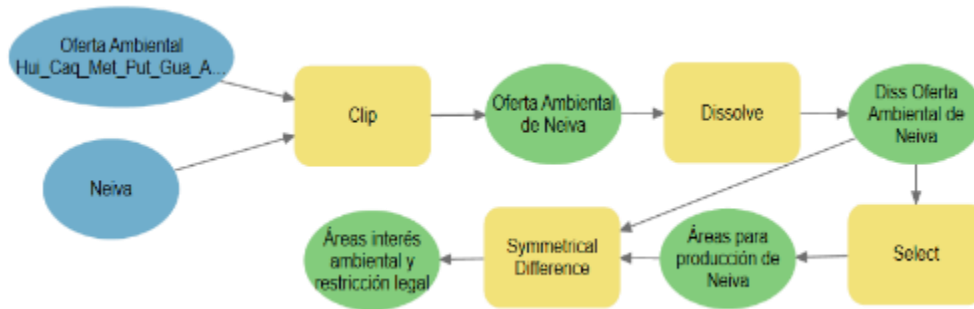 Oferta Ambiental
Hui_Caq_Met_Put_Gua_A...
Clip
Oferta Ambiental
de Neiva
Dissolve
Diss Oferta
Ambiental de
Neiva
Neiva
Áreas interés
ambiental y
restricción legal
Symmetrical
Difference
Áreas para
producción de
Neiva
Select